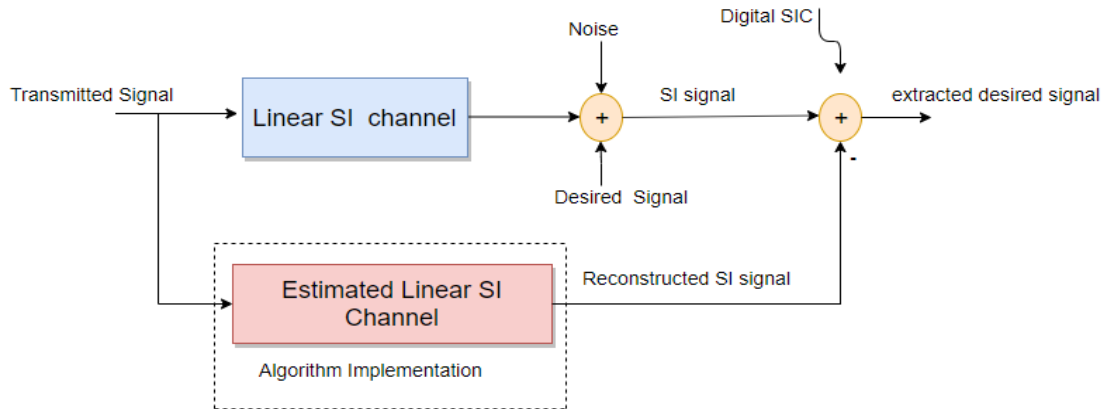 Digital SIC
Noise
Transmitted Signal
SI signal
extracted desired signal
Linear SI channel
+
+
-
Desired Signal
Reconstructed SI signal
Estimated Linear SI
Channel
Algorithm Implementation